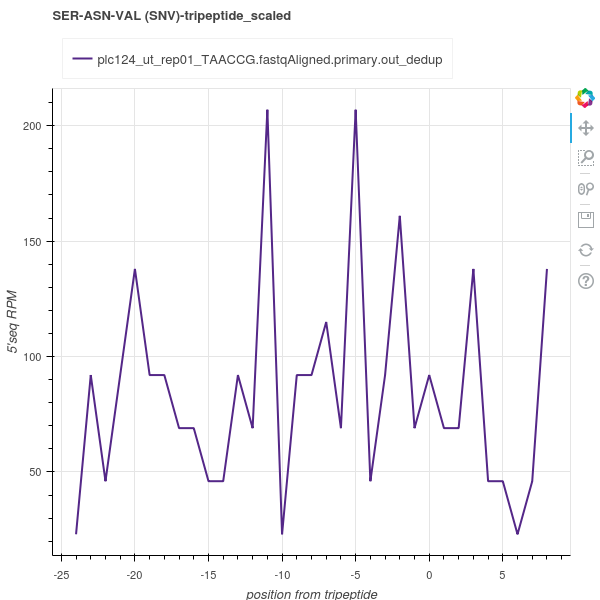 SER-ASN-VAL (SNV)-tripeptide_scaled
plc124_ut_rep01_TAACCG.fastqAligned.primary.out_dedup
200
150
100
50
5'seq RPM
-25 -20 -15 -10 -5 0 5
position from tripeptide